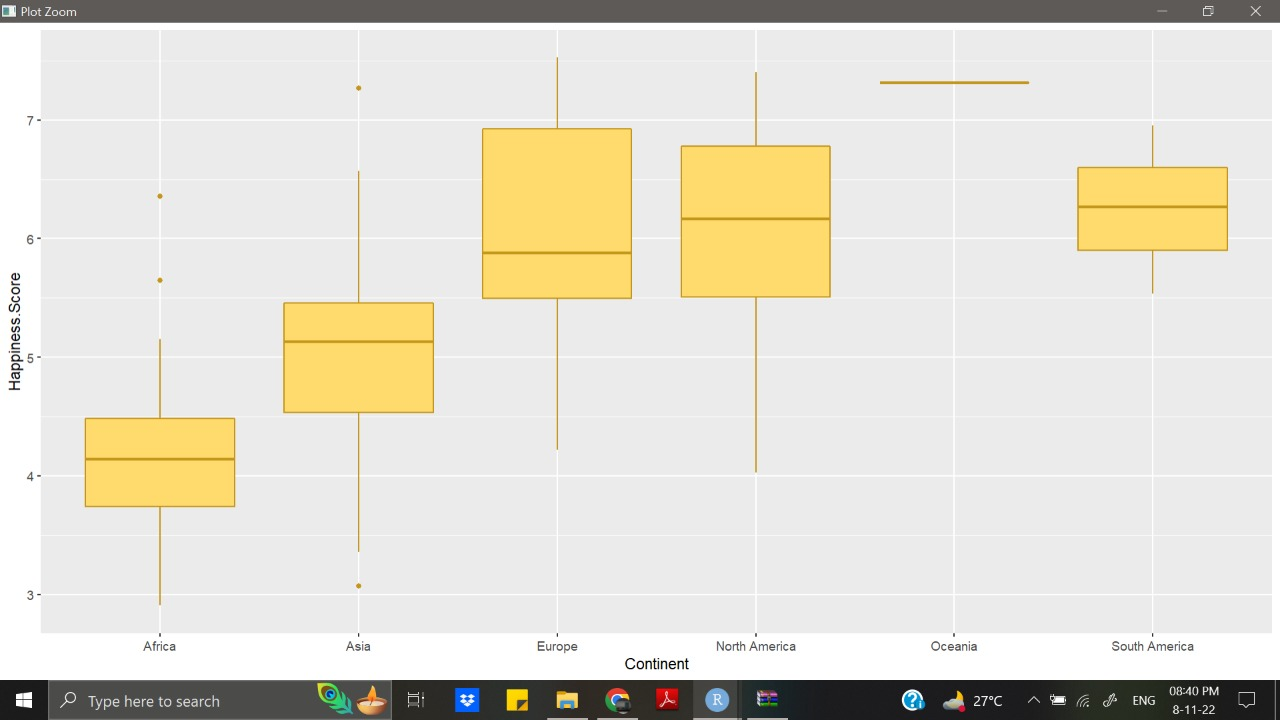 Plot Zoom
Happiness.Score
7
6
5
4
3
Africa Asia Europe North America Oceania South America
Continent
Type here to search
R
27°C
ENG
08:40 PM
8-11-22